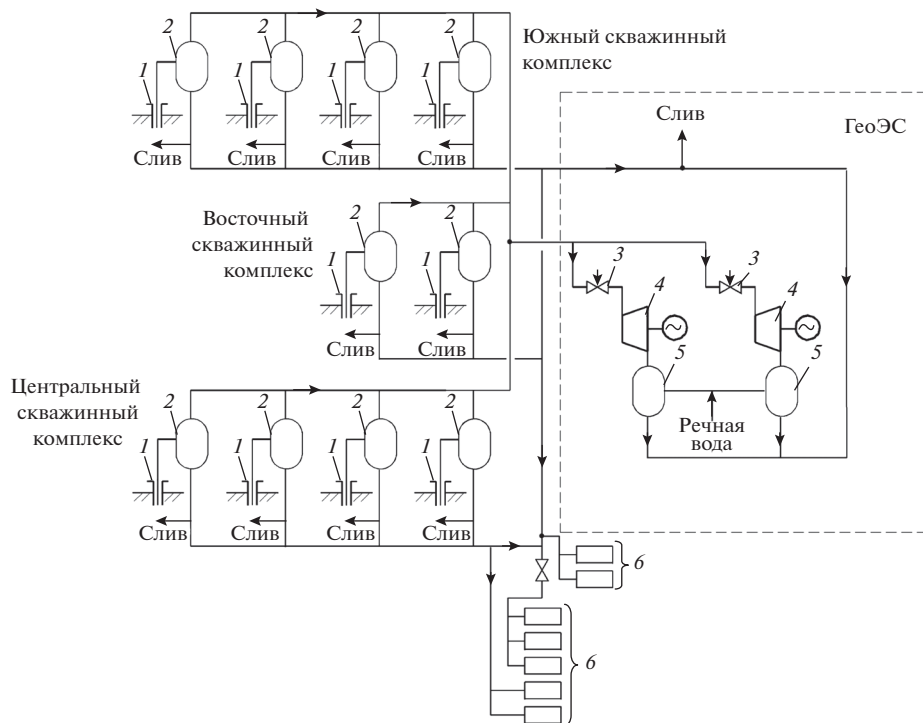 2 2 2 2
Южный скважинный
комплекс
1 1 1 1
Слив
ГеоЭС
Слив Слив Слив Слив
Восточный
скважинный
комплекс
2 2
1 1
3 3
4 4
Слив Слив
5 5
Речная
вода
Центральный
скважинный
комплекс
2 2 2 2
1 1 1 1
Слив Слив Слив Слив
6
6